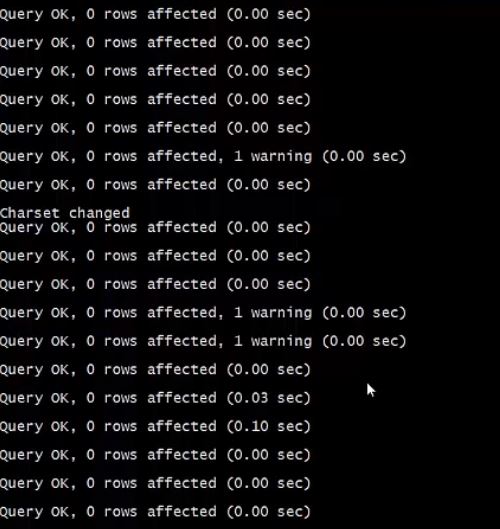 Query OK, 0 rows affected (0.00 sec)
Query OK, 0 rows affected (0.00 sec)
Query OK, 0 rows affected (0.00 sec)
Query OK, 0 rows affected (0.00 sec)
Query OK, 0 rows affected (0.00 sec)
Query OK, 0 rows affected, 1 warning (0.00 sec)
Query OK, 0 rows affected (0.00 sec)
Charset changed
Query OK, 0 rows affected (0.00 sec)
Query OK, 0 rows affected (0.00 sec)
Query OK, 0 rows affected (0.00 sec)
Query OK, 0 rows affected, 1 warning (0.00 sec)
Query OK, 0 rows affected, 1 warning (0.00 sec)
Query OK, 0 rows affected (0.00 sec)
Query OK, 0 rows affected (0.03 sec)
Query OK, 0 rows affected (0.10 sec)
Query OK, 0 rows affected (0.00 sec)
Query OK, 0 rows affected (0.00 sec)
Query OK, 0 rows affected (0.00 sec)